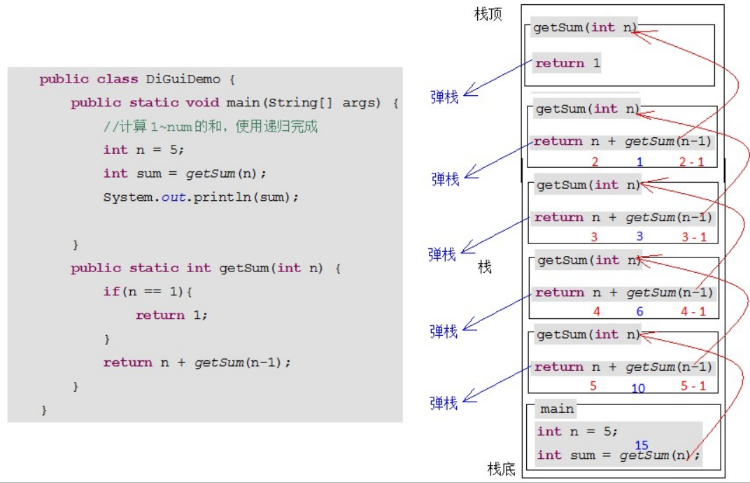 public class DiGuiDemo {
public static void main(String[] args) {
//计算1~num的和，使用递归完成
int n = 5;
int sum = getSum(n);
System.out.println(sum);
}
public static int getSum(int n) {
if(n == 1){
return 1;
}
return n + getSum(n-1);
}
}
栈顶
getSum(int n)
return 1
弹栈
getSum(int n)
return n + getSum(n-1)
2 1 2-1
弹栈
getSum(int n)
return n + getSum(n-1)
3 3 3-1
弹栈
栈
getSum(int n)
return n + getSum(n-1)
4 6 4-1
弹栈
getSum(int n)
return n + getSum(n-1)
5 10 5-1
弹栈
main
int n = 5;
15
int sum = getSum(n);
栈底